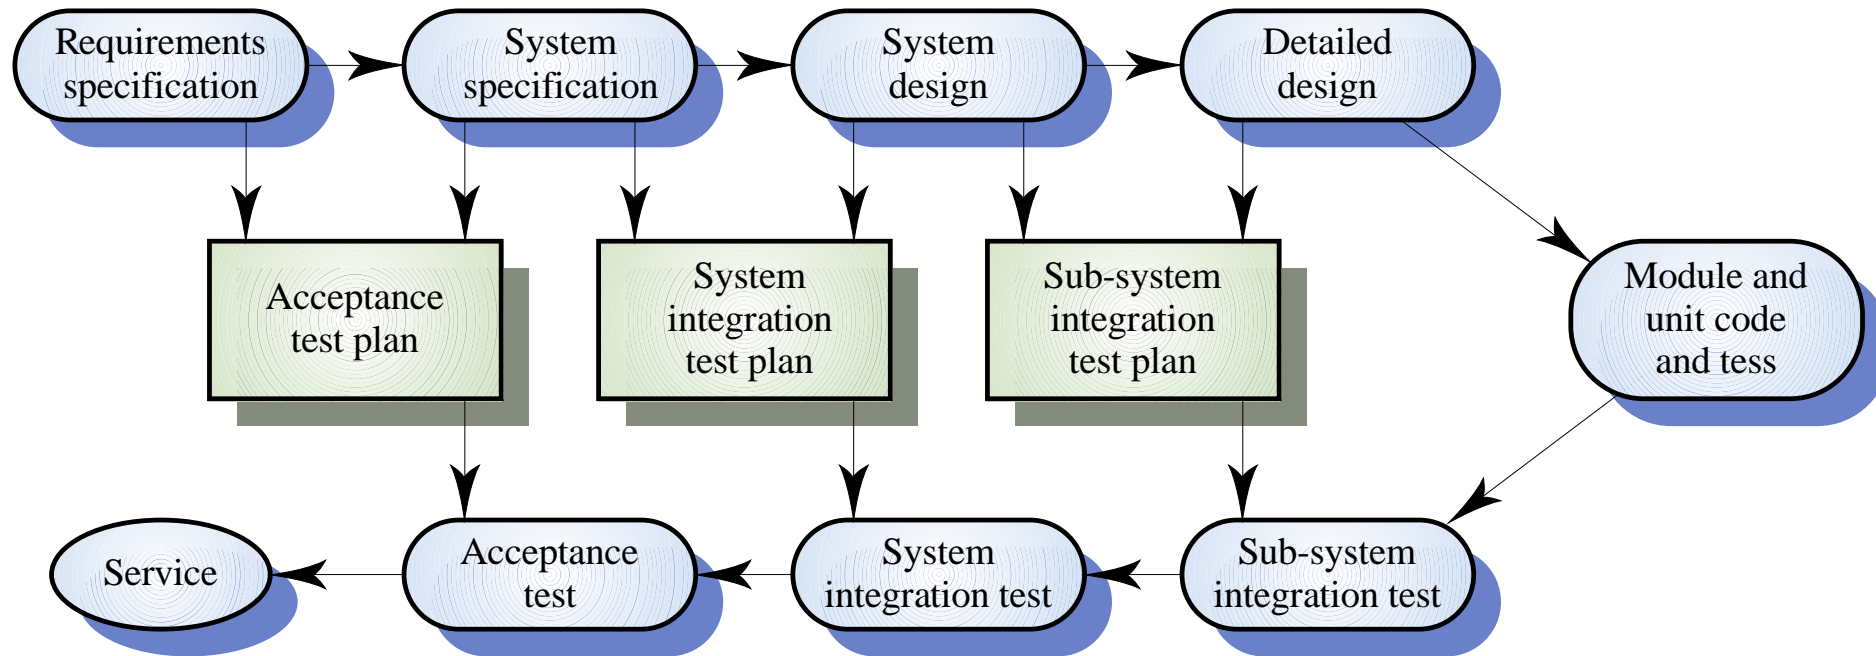 Requirements
specification
System
specification
System
design
Detailed
design
Acceptance
test plan
System
integration
test plan
Sub-system
integration
test plan
Module and
unit code
and tess
Service
Acceptance
test
System
integration test
Sub-system
integration test